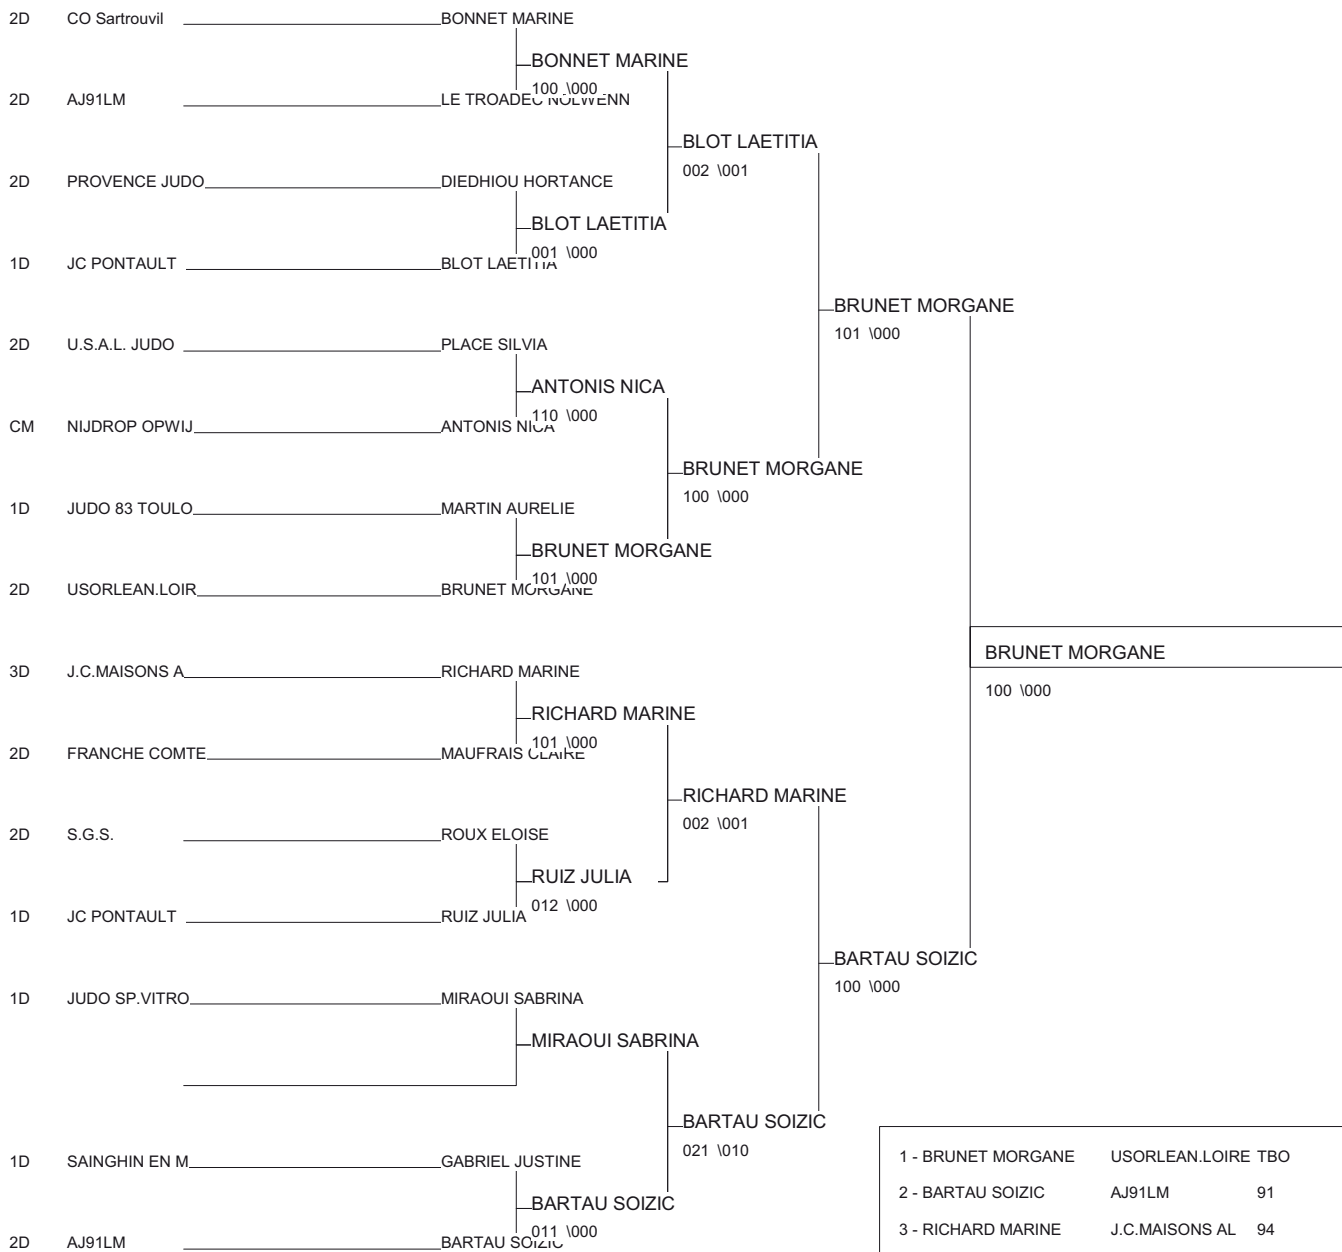 2D CO Sartrouvil BONNET MARINE
BONNET MARINE
100 \000
2D AJ91LM LE TROADEC NOLWENN
BLOT LAETITIA
002 \001
2D PROVENCE JUDO DIEDHIOU HORTANCE
BLOT LAETITIA
001 \000
1D JC PONTAULT BLOT LAETITIA
BRUNET MORGANE
101 \000
2D U.S.A.L. JUDO PLACE SILVIA
ANTONIS NICA
110 \000
CM NIJDROP OPWIJ ANTONIS NICA
BRUNET MORGANE
100 \000
1D JUDO 83 TOULO MARTIN AURELIE
BRUNET MORGANE
101 \000
2D USORLEAN.LOIR BRUNET MORGANE
BRUNET MORGANE
100 \000
3D J.C.MAISONS A RICHARD MARINE
RICHARD MARINE
101 \000
2D FRANCHE COMTE MAUFRAIS CLAIRE
RICHARD MARINE
002 \001
2D S.G.S. ROUX ELOISE
RUIZ JULIA
012 \000
1D JC PONTAULT RUIZ JULIA
BARTAU SOIZIC
100 \000
1D JUDO SP.VITRO MIRAOUI SABRINA
MIRAOUI SABRINA
BARTAU SOIZIC
021 \010
1D SAINGHIN EN M GABRIEL JUSTINE
BARTAU SOIZIC
011 \000
2D AJ91LM BARTAU SOIZIC
1 - BRUNET MORGANE USORLEAN.LOIRE TBO
2 - BARTAU SOIZIC AJ91LM 91
3 - RICHARD MARINE J.C.MAISONS AL 94